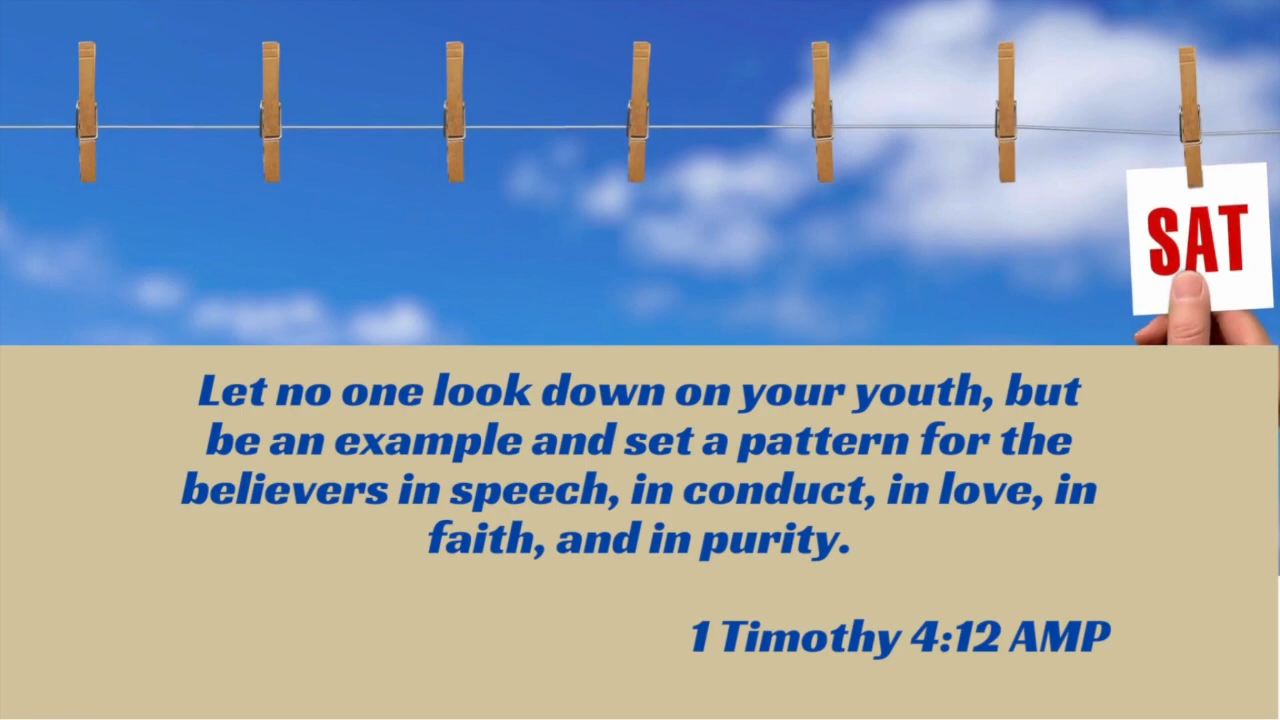 SAT
Let no one look down on your youth, but
be an example and set a pattern for the
believers in speech, in conduct, in love, in
faith, and in purity.
1 Timothy 4:12 AMP